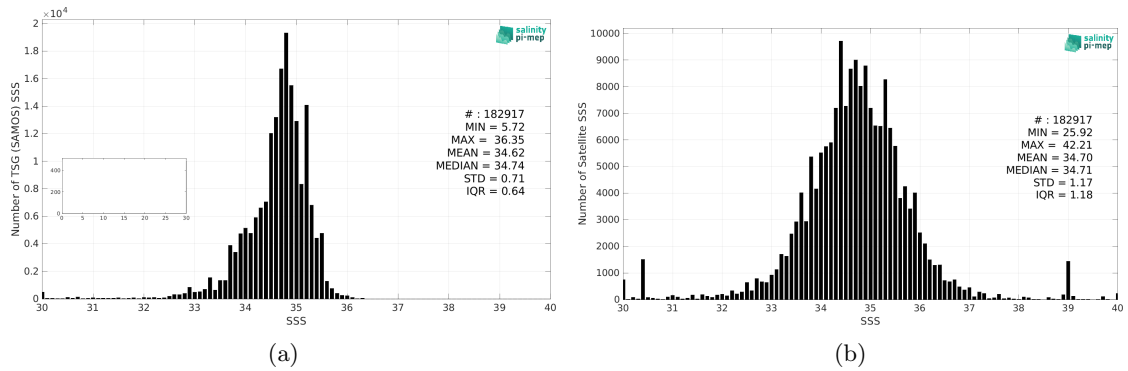 ×10⁴
2
1.8
1.6
1.4
1.2
1
0.8
0.6
0.4
0.2
0
Number of TSG (SAMOS) SSS
salinity
pi-mep
# : 182917
MIN = 5.72
MAX = 36.35
MEAN = 34.62
MEDIAN = 34.74
STD = 0.71
IQR = 0.64
400
200
0
0 5 10 15 20 25 30
30 31 32 33 34 35 36 37 38 39 40
SSS
(a)
10000
9000
8000
7000
6000
5000
4000
3000
2000
1000
0
Number of Satellite SSS
salinity
pi-mep
# : 182917
MIN = 25.92
MAX = 42.21
MEAN = 34.70
MEDIAN = 34.71
STD = 1.17
IQR = 1.18
30 31 32 33 34 35 36 37 38 39 40
SSS
(b)